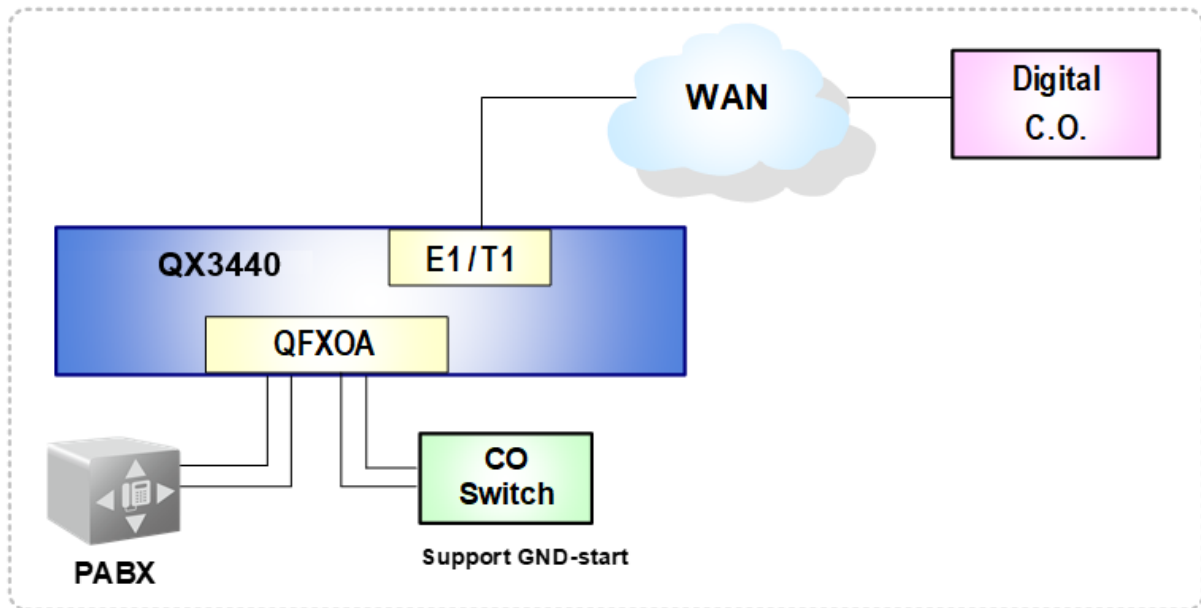 WAN
Digital
C.O.
QX3440
E1/T1
QFXOA
CO
Switch
Support GND-start
PABX